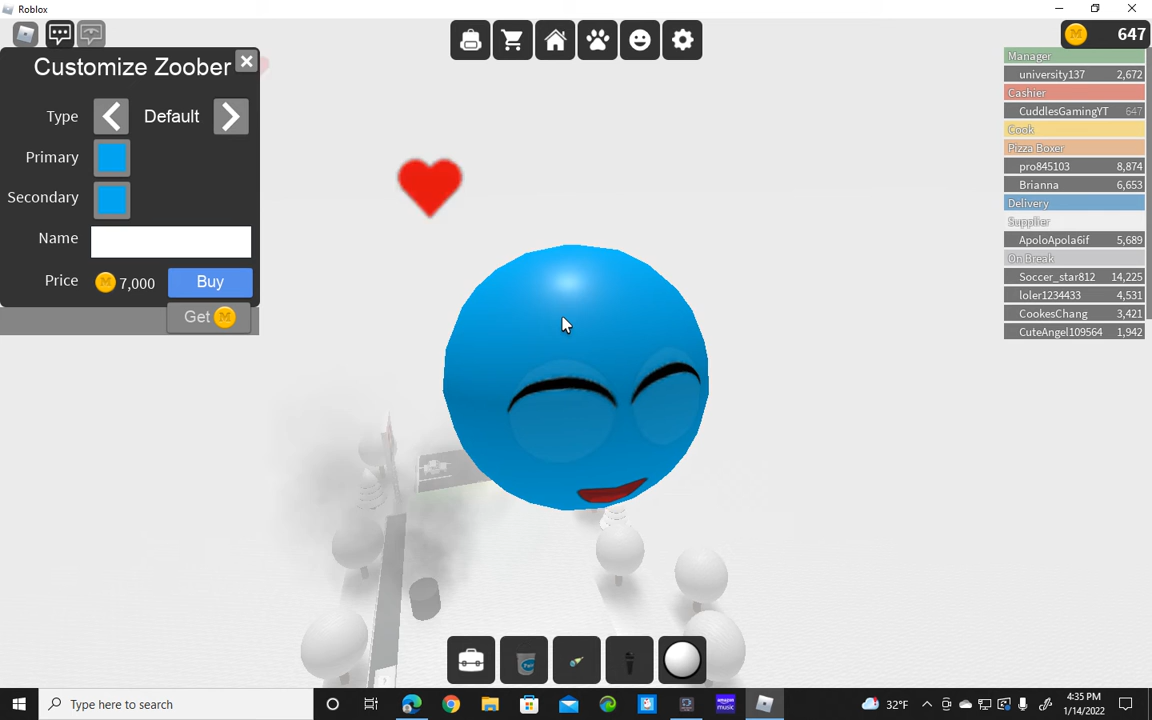 Roblox
647
Customize Zoober
Type Default
Primary
Secondary
Name
Price 7,000 Buy
Get
Manager
university137 2,672
Cashier
CuddlesGamingYT 647
Cook
Pizza Boxer
pro845103 8,874
Brianna 6,653
Delivery
Supplier
ApoloApola6if 5,689
On Break
Soccer_star812 14,225
loler1234433 4,531
CookesChang 3,421
CuteAngel109564 1,942
Type here to search
amazon music
32°F
4:35 PM
1/14/2022